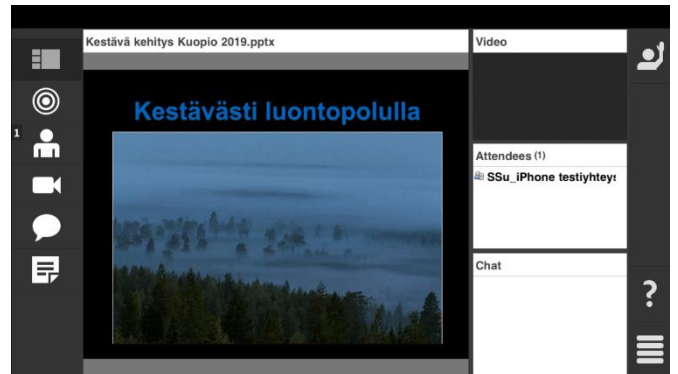 Kestävä kehitys Kuopio 2019.pptx
Kestävästi luontopolulla
1
Video
Attendees (1)
SSu_iPhone testiyhteys
Chat
?